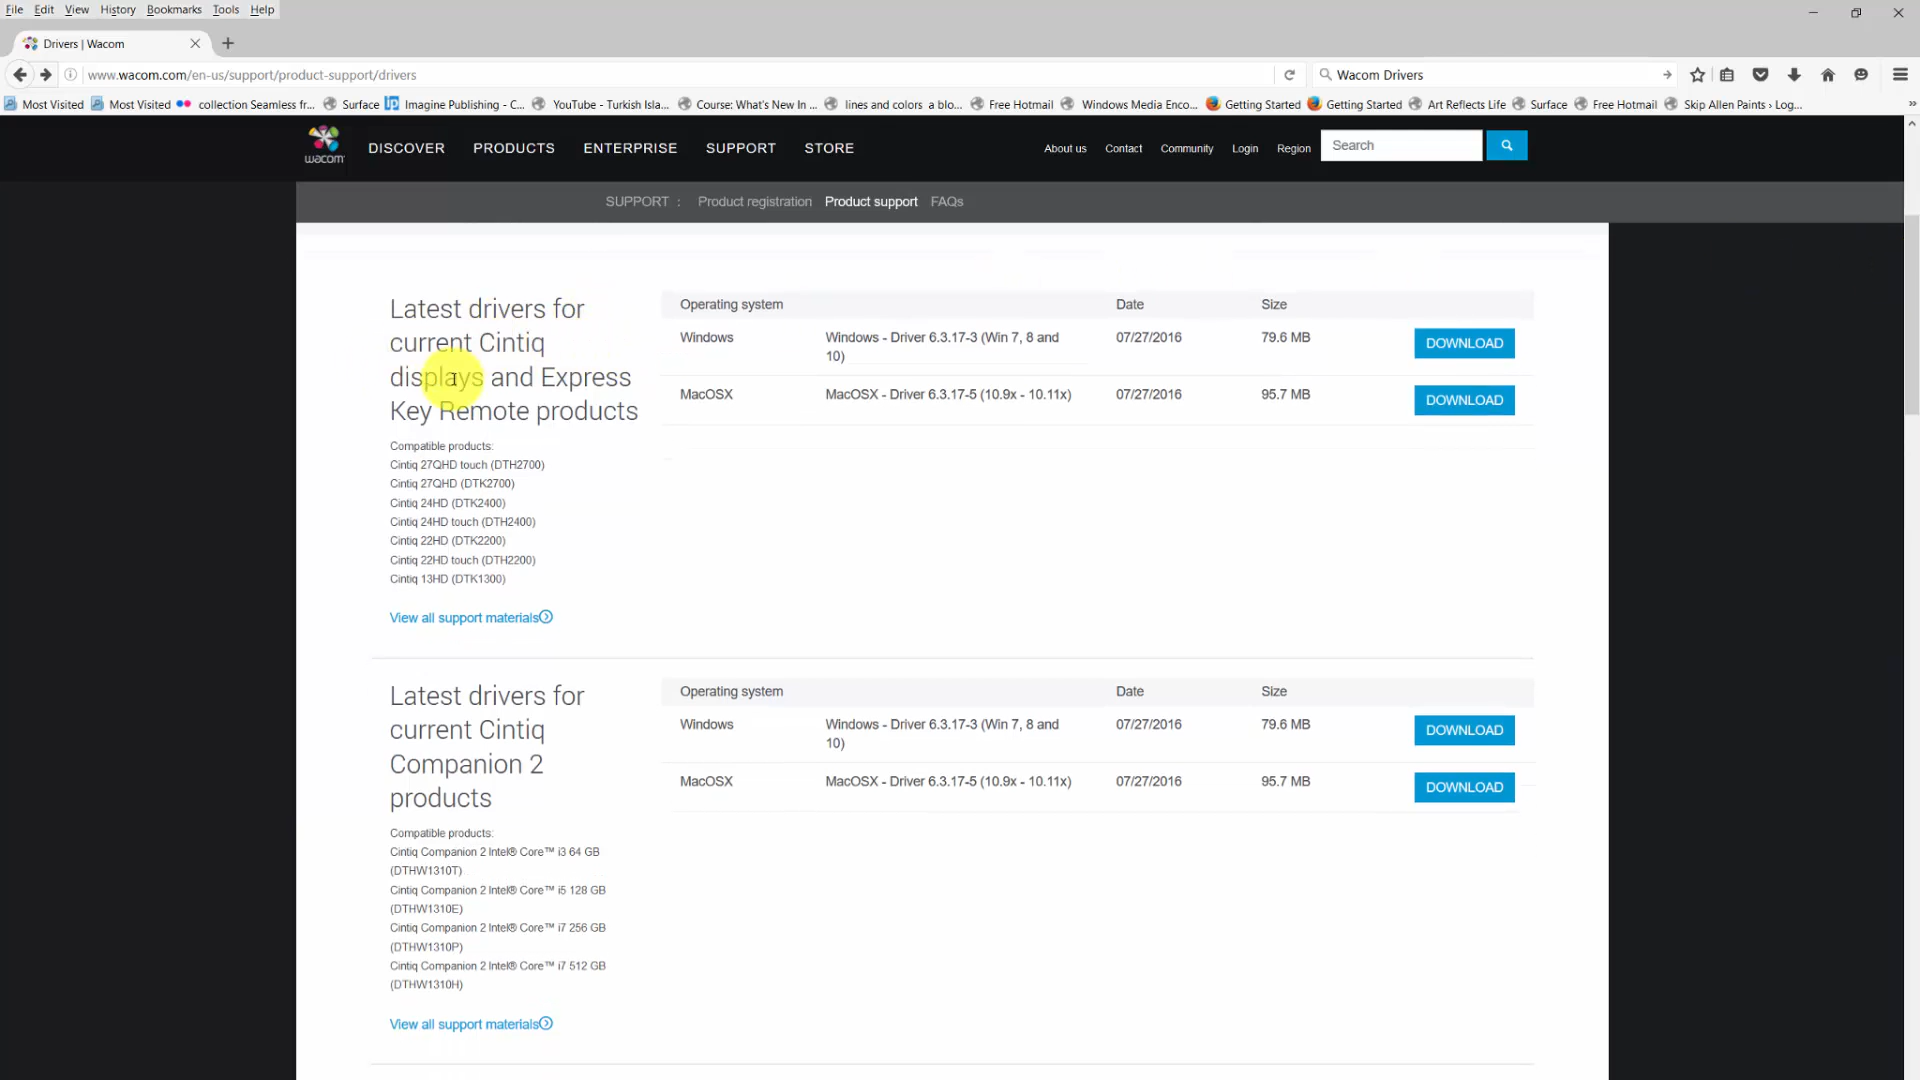 File Edit View History Bookmarks Tools Help
Drivers | Wacom
www.wacom.com/en-us/support/product-support/drivers
Wacom Drivers
Most Visited Most Visited collection Seamless fr... Surface Imagine Publishing - C... YouTube - Turkish Isla... Course: What's New In ... lines and colors a blo... Free Hotmail Windows Media Enco... Getting Started Getting Started Art Reflects Life Surface Free Hotmail Skip Allen Paints › Log...
wacom DISCOVER PRODUCTS ENTERPRISE SUPPORT STORE About us Contact Community Login Region Search
SUPPORT : Product registration Product support FAQs
Latest drivers for
current Cintiq
displays and Express
Key Remote products
Compatible products:
Cintiq 27QHD touch (DTH2700)
Cintiq 27QHD (DTK2700)
Cintiq 24HD (DTK2400)
Cintiq 24HD touch (DTH2400)
Cintiq 22HD (DTK2200)
Cintiq 22HD touch (DTH2200)
Cintiq 13HD (DTK1300)
View all support materials
Operating system Date Size
Windows Windows - Driver 6.3.17-3 (Win 7, 8 and 07/27/2016 79.6 MB DOWNLOAD
10)
MacOSX MacOSX - Driver 6.3.17-5 (10.9x - 10.11x) 07/27/2016 95.7 MB DOWNLOAD
Latest drivers for
current Cintiq
Companion 2
products
Compatible products:
Cintiq Companion 2 Intel® Core™ i3 64 GB
(DTHW1310T)
Cintiq Companion 2 Intel® Core™ i5 128 GB
(DTHW1310E)
Cintiq Companion 2 Intel® Core™ i7 256 GB
(DTHW1310P)
Cintiq Companion 2 Intel® Core™ i7 512 GB
(DTHW1310H)
View all support materials
Operating system Date Size
Windows Windows - Driver 6.3.17-3 (Win 7, 8 and 07/27/2016 79.6 MB DOWNLOAD
10)
MacOSX MacOSX - Driver 6.3.17-5 (10.9x - 10.11x) 07/27/2016 95.7 MB DOWNLOAD